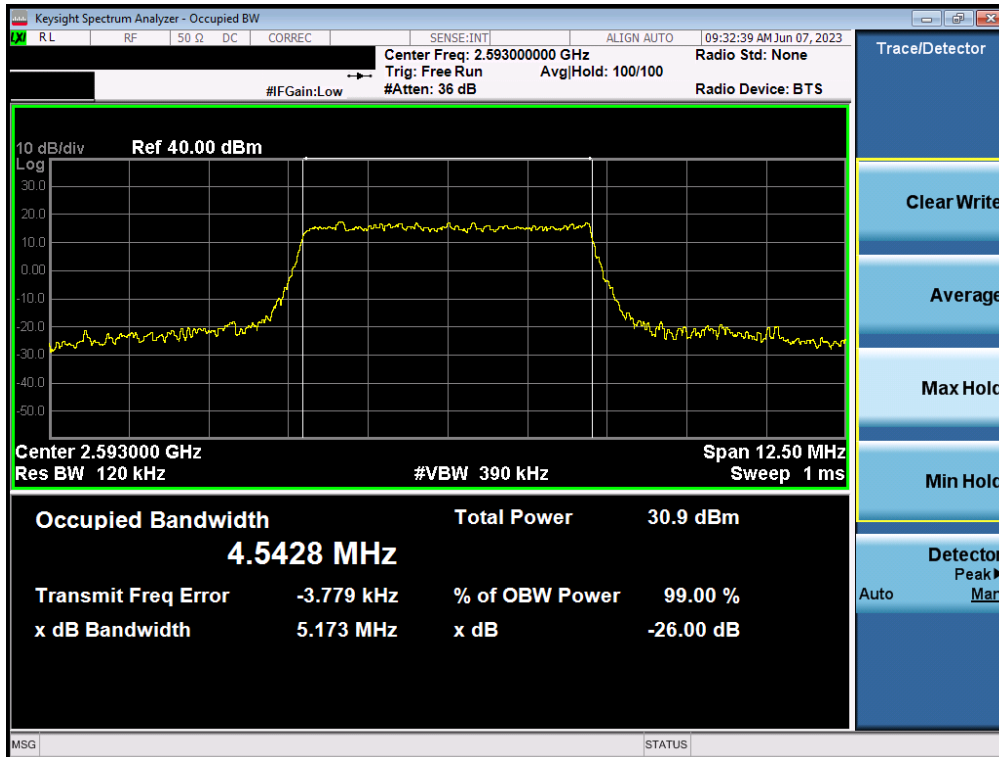 Keysight Spectrum Analyzer - Occupied BW
LXI RL RF 50 Ω DC CORREC SENSE:INT ALIGN AUTO 09:32:39 AM Jun 07, 2023
Center Freq: 2.593000000 GHz Radio Std: None
Trig: Free Run Avg|Hold: 100/100
#IFGain:Low #Atten: 36 dB Radio Device: BTS
Trace/Detector
10 dB/div Ref 40.00 dBm
Log
30.0
20.0
10.0
0.00
-10.0
-20.0
-30.0
-40.0
-50.0
Center 2.593000 GHz Span 12.50 MHz
Res BW 120 kHz #VBW 390 kHz Sweep 1 ms
Occupied Bandwidth Total Power 30.9 dBm
4.5428 MHz
Transmit Freq Error -3.779 kHz % of OBW Power 99.00 %
x dB Bandwidth 5.173 MHz x dB -26.00 dB
Clear Write
Average
Max Hold
Min Hold
Detector
Peak
Auto Man
MSG STATUS